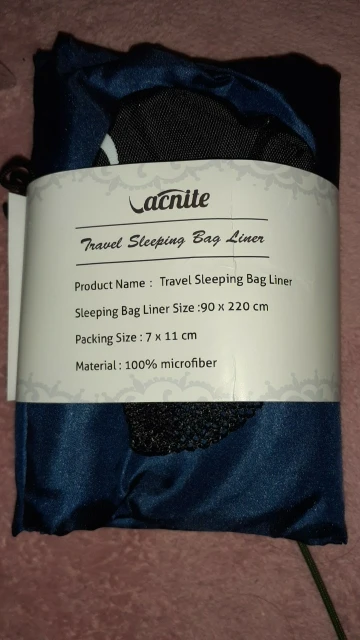 Vacnite
Travel Sleeping Bag Liner
Product Name : Travel Sleeping Bag Liner
Sleeping Bag Liner Size :90 x 220 cm
Packing Size : 7 x 11 cm
Material : 100% microfiber